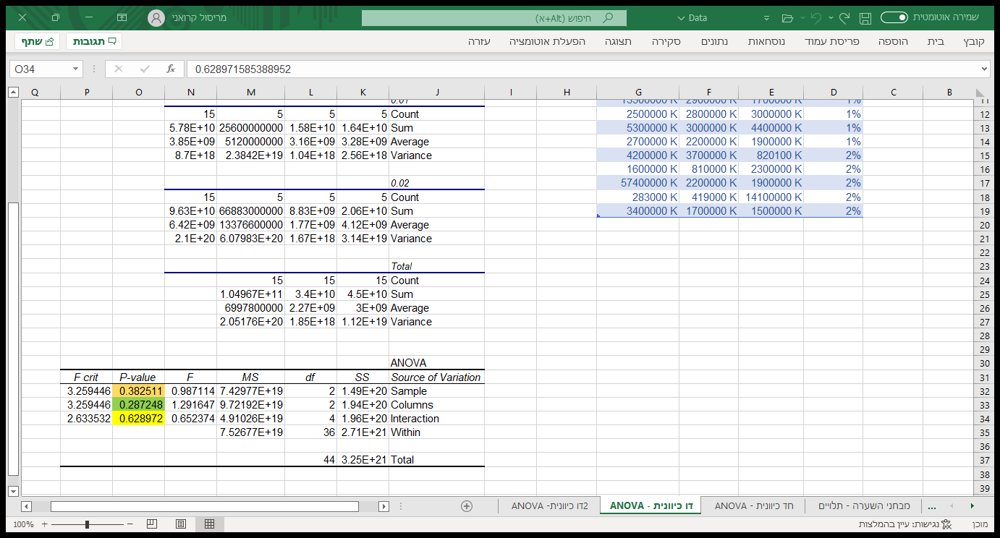 שמירה אוטומטית
Data
חיפוש (Alt+א)
מריסול קרואני
קובץ בית הוספה פריסת עמוד נוסחאות נתונים סקירה תצוגה הפעלת אוטומציה עזרה
תגובות שתף
O34 fx 0.628971585388952
Q P O N M L K J I H G F E D C B
0.01 13500000 K 2900000 K 1700000 K 1% 11
15 5 5 5 Count 2500000 K 2800000 K 3000000 K 1% 12
5.78E+10 25600000000 1.58E+10 1.64E+10 Sum 5300000 K 3000000 K 4400000 K 1% 13
3.85E+09 5120000000 3.16E+09 3.28E+09 Average 2700000 K 2200000 K 1900000 K 1% 14
8.7E+18 2.3842E+19 1.04E+18 2.56E+18 Variance 4200000 K 3700000 K 820100 K 2% 15
1600000 K 810000 K 2300000 K 2% 16
0.02 57400000 K 2200000 K 1900000 K 2% 17
15 5 5 5 Count 283000 K 419000 K 14100000 K 2% 18
9.63E+10 66883000000 8.83E+09 2.06E+10 Sum 3400000 K 1700000 K 1500000 K 2% 19
6.42E+09 13376600000 1.77E+09 4.12E+09 Average 20
2.1E+20 6.07983E+20 1.67E+18 3.14E+19 Variance 21
22
Total 23
15 15 15 Count 24
1.04967E+11 3.4E+10 4.5E+10 Sum 25
6997800000 2.27E+09 3E+09 Average 26
2.05176E+20 1.85E+18 1.12E+19 Variance 27
28
29
ANOVA 30
F crit P-value F MS df SS Source of Variation 31
3.259446 0.382511 0.987114 7.42977E+19 2 1.49E+20 Sample 32
3.259446 0.287248 1.291647 9.72192E+19 2 1.94E+20 Columns 33
2.633532 0.628972 0.652374 4.91026E+19 4 1.96E+20 Interaction 34
7.52677E+19 36 2.71E+21 Within 35
36
44 3.25E+21 Total 37
38
39
... מבחני השערה - תלויים חד כיוונית - ANOVA דו כיוונית - ANOVA 2דו כיוונית- ANOVA
מוכן נגישות: עיין בהמלצות 100%